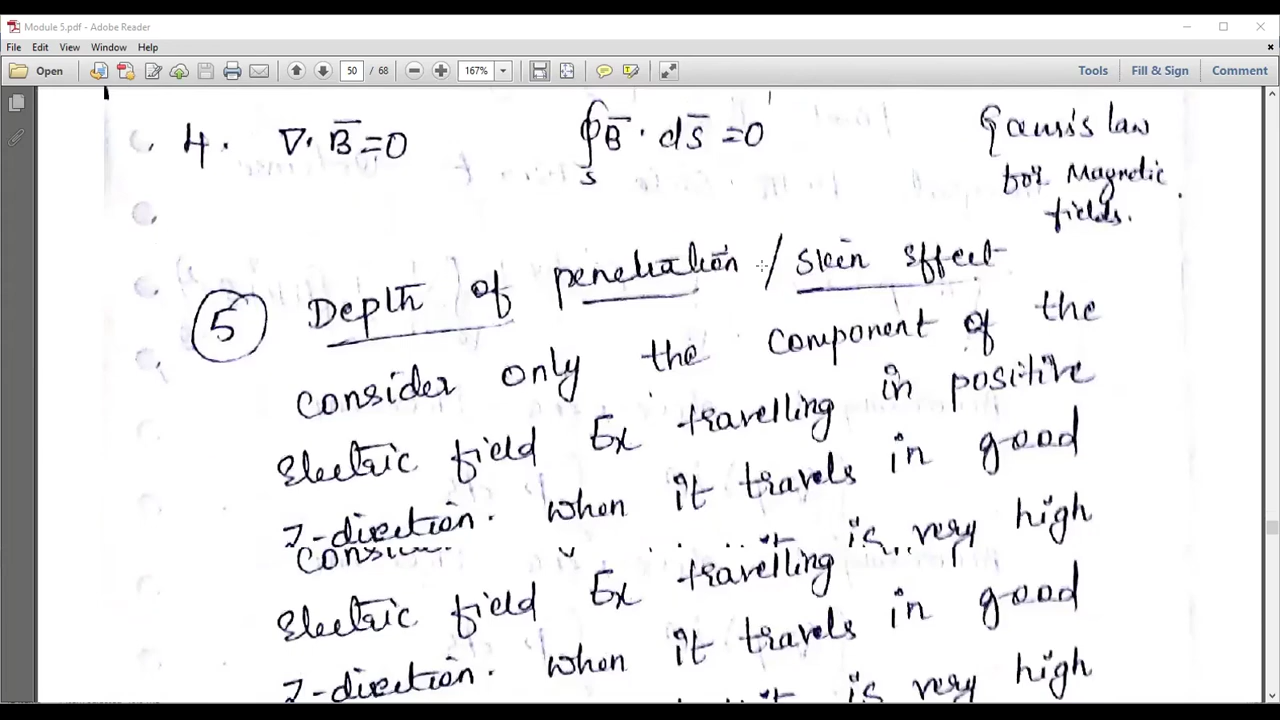 Module 5.pdf - Adobe Reader
File Edit View Window Help
Open 50 / 68 167% Tools Fill & Sign Comment
4. ∇· B̅ =0 ∮ B̅ · ds̅ =0 Gauss's law
s for Magnetic
fields.
5 Depth of penetration / Skin effect
consider only the component of the
Electric field Ex travelling in positive
Z-direction. when it travels in good
it is very high
Electric field Ex travelling
Z-direction. when it travels in good
is very high